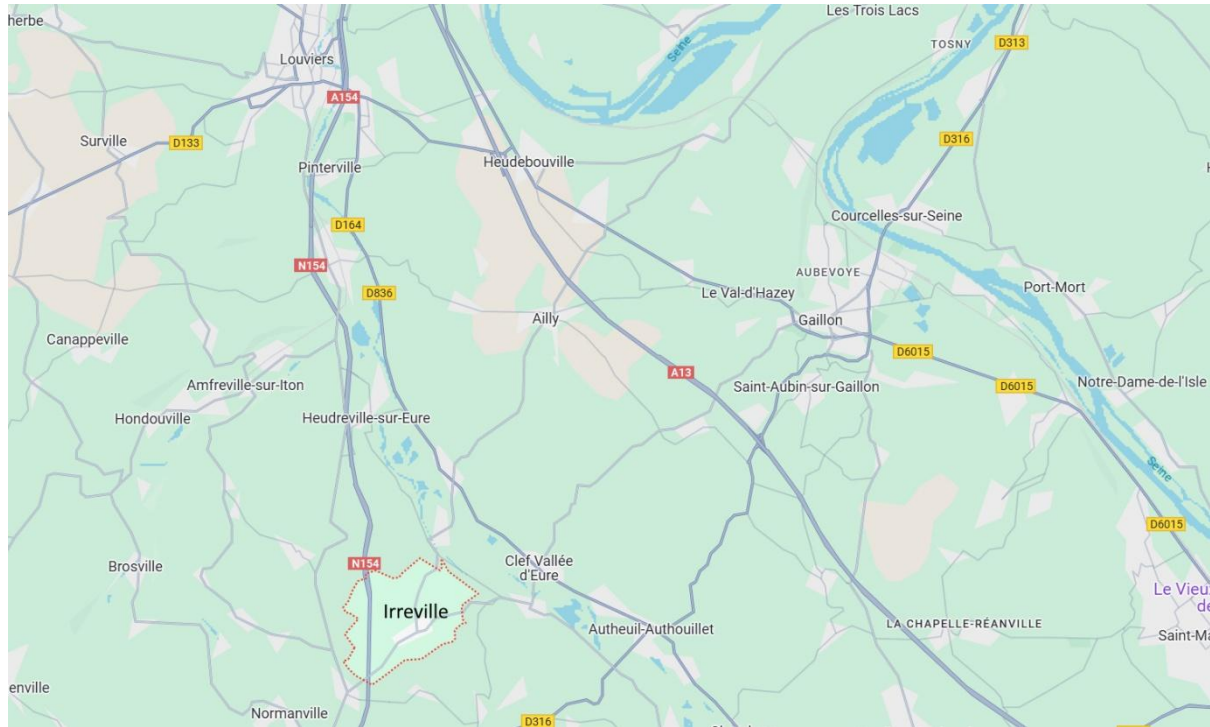 herbe
Les Trois Lacs
Louviers
Seine
TOSNY
D313
A154
Surville
D133
Pinterville
Heudebouville
D316
D164
Courcelles-sur-Seine
N154
AUBEVOYE
D836
Le Val-d'Hazey
Port-Mort
Ailly
Gaillon
Canappeville
D6015
A13
Amfreville-sur-Iton
Saint-Aubin-sur-Gaillon
D6015
Notre-Dame-de-l'Isle
Hondouville
Heudreville-sur-Eure
Seine
D6015
Brosville
N154
Clef Vallée
d'Eure
Le Vieux
de
Irreville
Autheuil-Authouillet
LA CHAPELLE-RÉANVILLE
Saint-Ma
enville
Normanville
D316